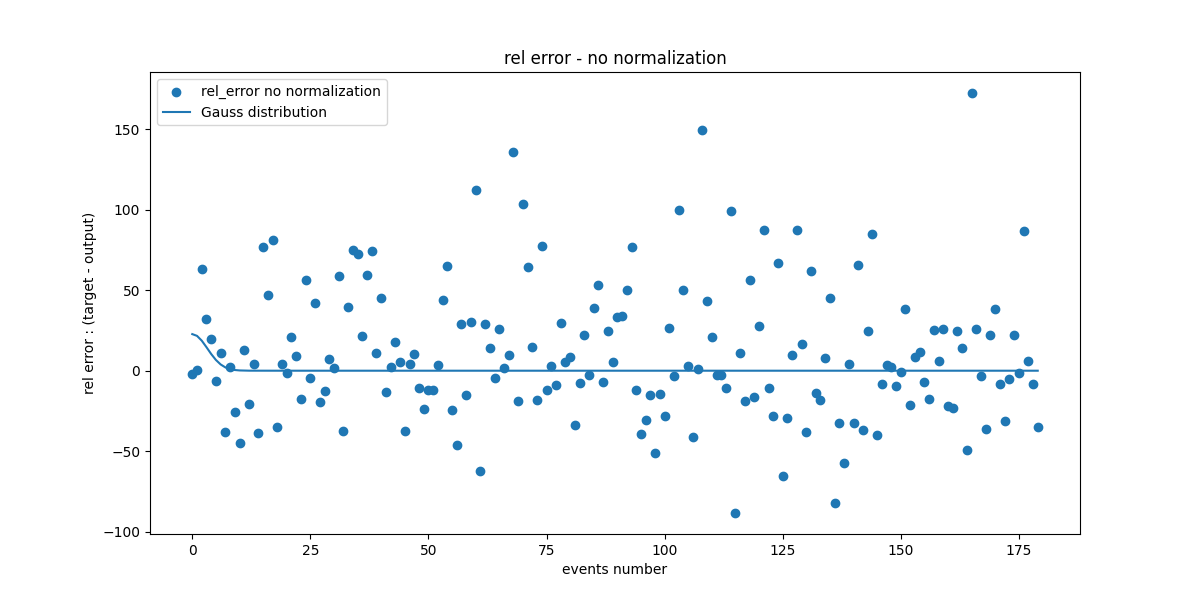 rel error - no normalization
rel_error no normalization
Gauss distribution
rel error : (target - output)
150
100
50
0
−50
−100
0 25 50 75 100 125 150 175
events number